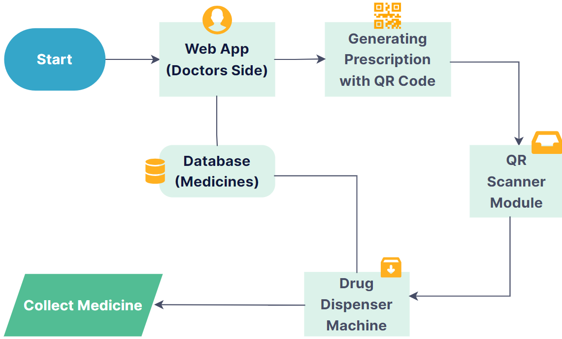 Start
Web App
(Doctors Side)
Generating
Prescription
with QR Code
Database
(Medicines)
QR
Scanner
Module
Drug
Dispenser
Machine
Collect Medicine